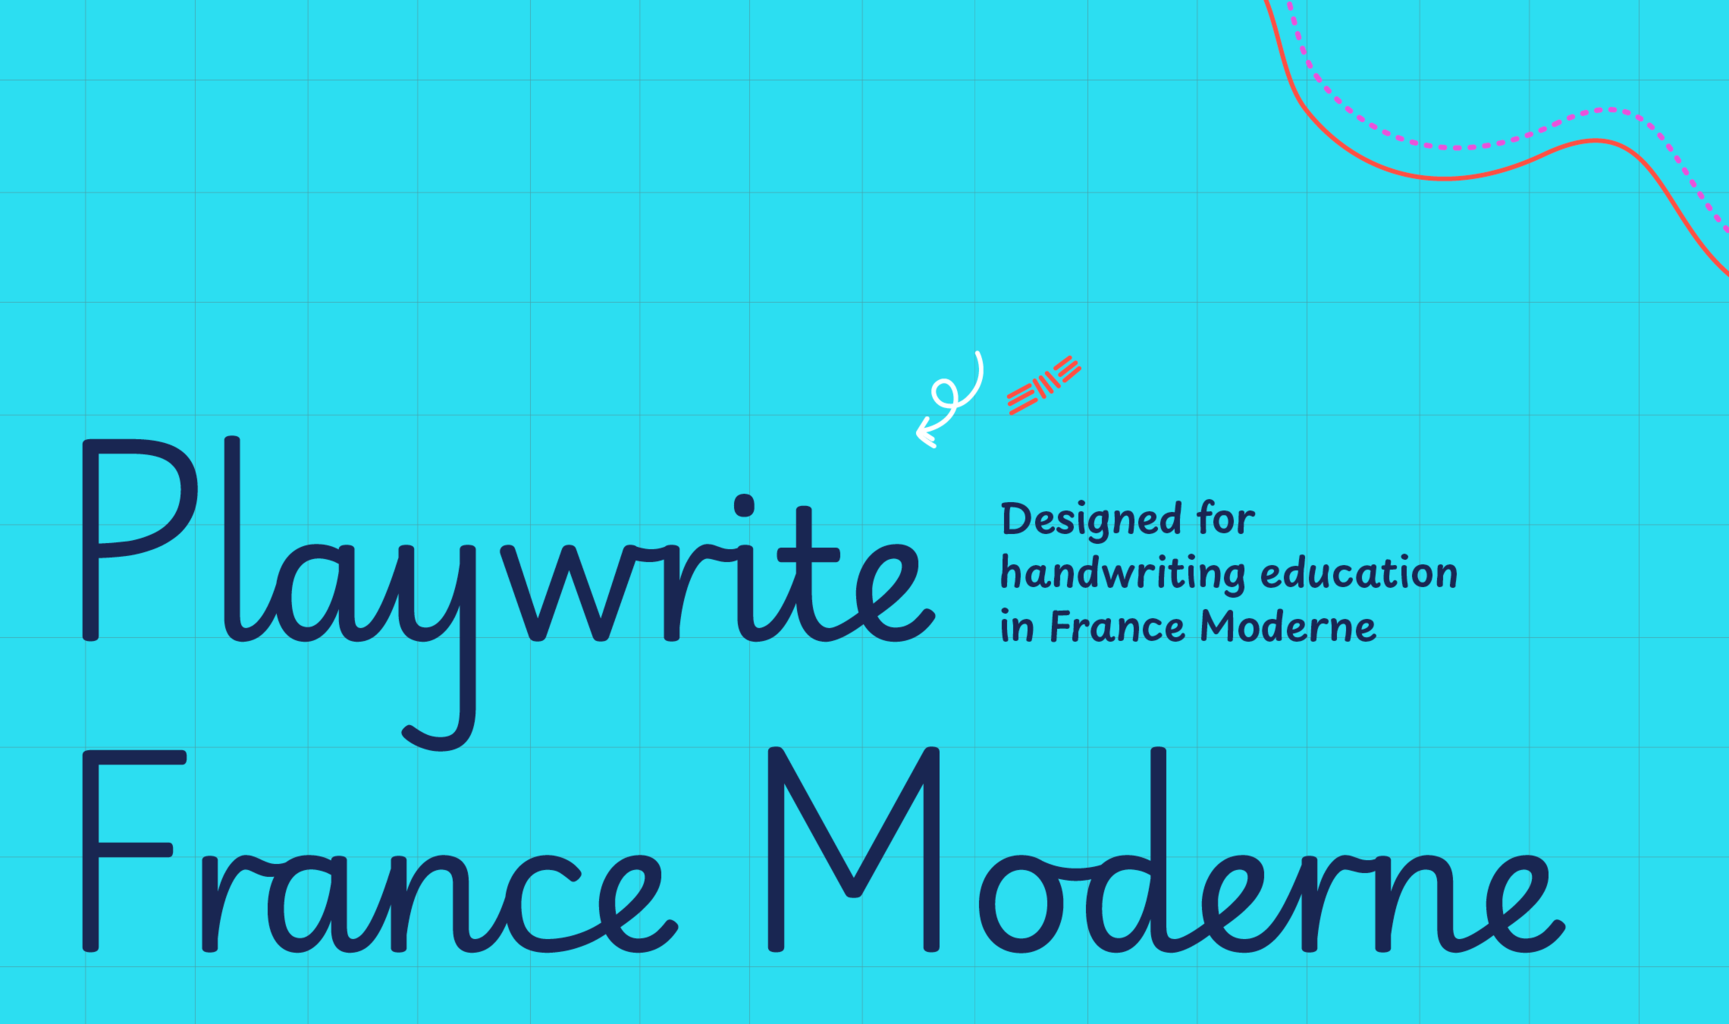 Playwrite
Designed for
handwriting education
in France Moderne
France Moderne